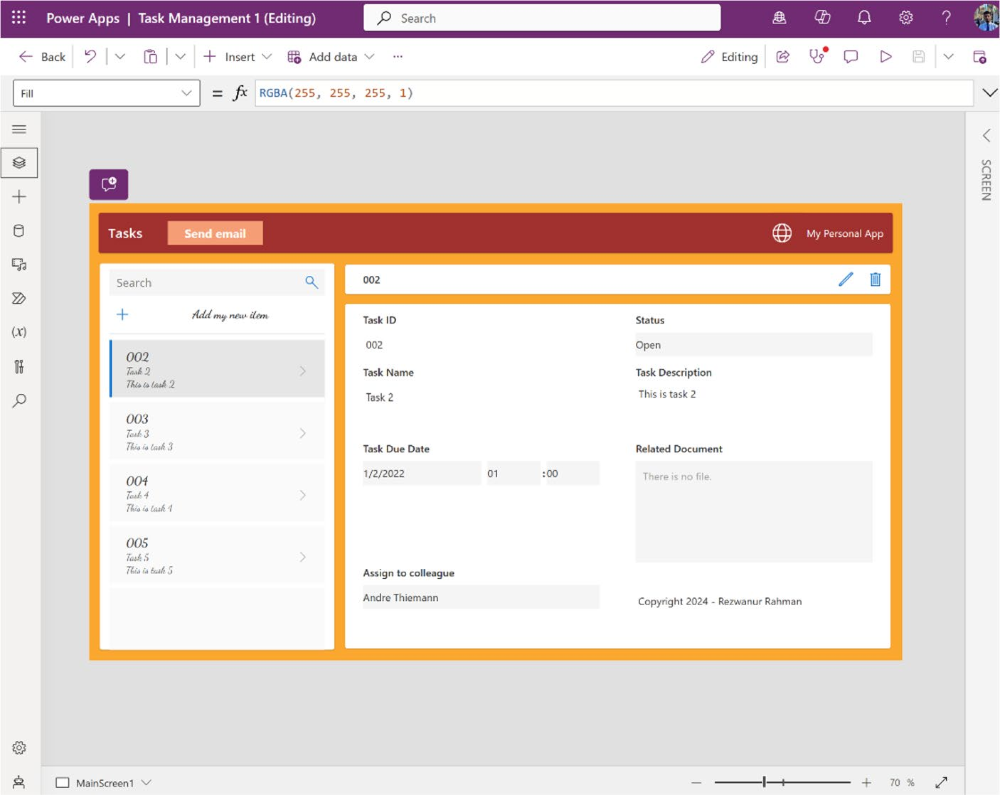 Power Apps | Task Management 1 (Editing)
Search
Back
Insert
Add data
Editing
Fill
= fx RGBA(255, 255, 255, 1)
SCREEN
(x)
Tasks
Send email
My Personal App
Search
Add my new item
002
Task 2
This is task 2
003
Task 3
This is task 3
004
Task 4
This is task 4
005
Task 5
This is task 5
002
Task ID
002
Status
Open
Task Name
Task 2
Task Description
This is task 2
Task Due Date
1/2/2022 01 :00
Related Document
There is no file.
Assign to colleague
Andre Thiemann
Copyright 2024 - Rezwanur Rahman
MainScreen1
70 %